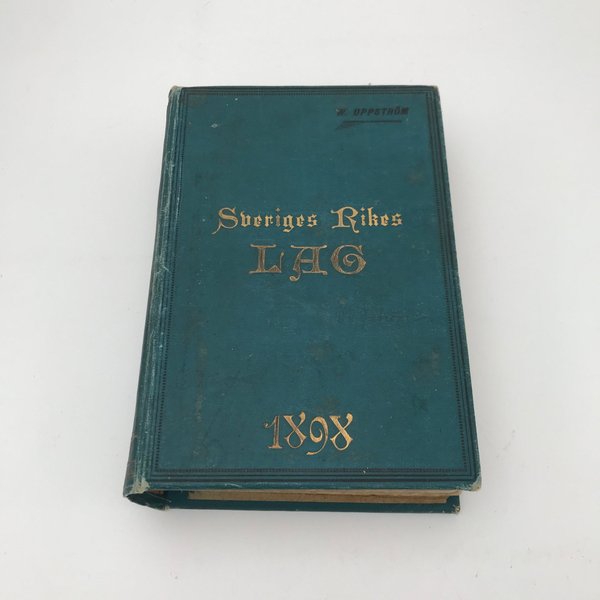 OPPSTRÖM
Sveriges Rikes
LAG
1898